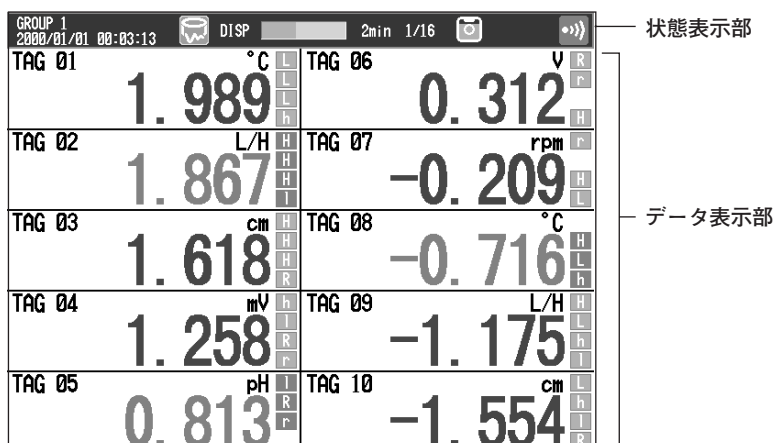 GROUP 1
2000/01/01 00:03:13
DISP
2min 1/16
状態表示部
TAG 01
°C
1.989
L
L
L
h
TAG 02
L/H
1.867
H
H
H
l
TAG 03
cm
1.618
H
H
H
R
TAG 04
mV
1.258
h
l
R
r
TAG 05
pH
0.813
l
R
r
TAG 06
V
0.312
R
r
H
TAG 07
rpm
-0.209
r
H
L
TAG 08
°C
-0.716
H
L
h
TAG 09
L/H
-1.175
H
L
h
l
TAG 10
cm
-1.554
L
h
l
R
データ表示部